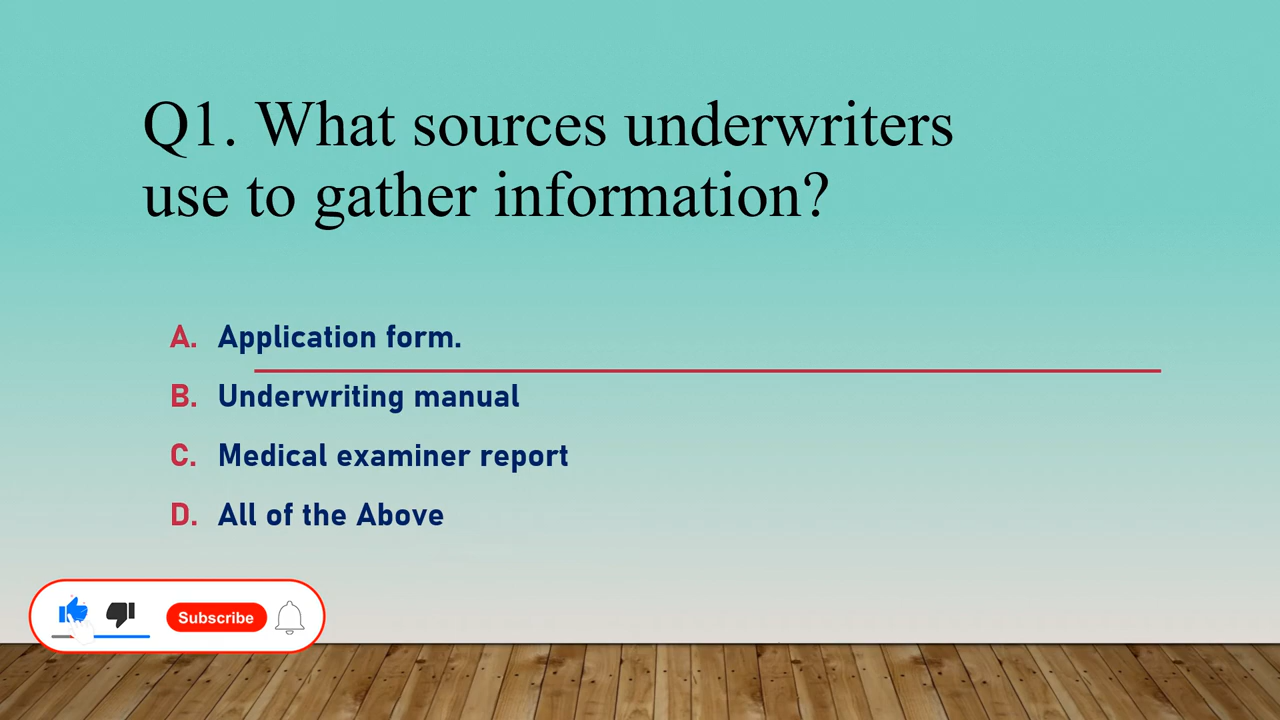 Q1. What sources underwriters
use to gather information?
A. Application form.
B. Underwriting manual
C. Medical examiner report
D. All of the Above
Subscribe